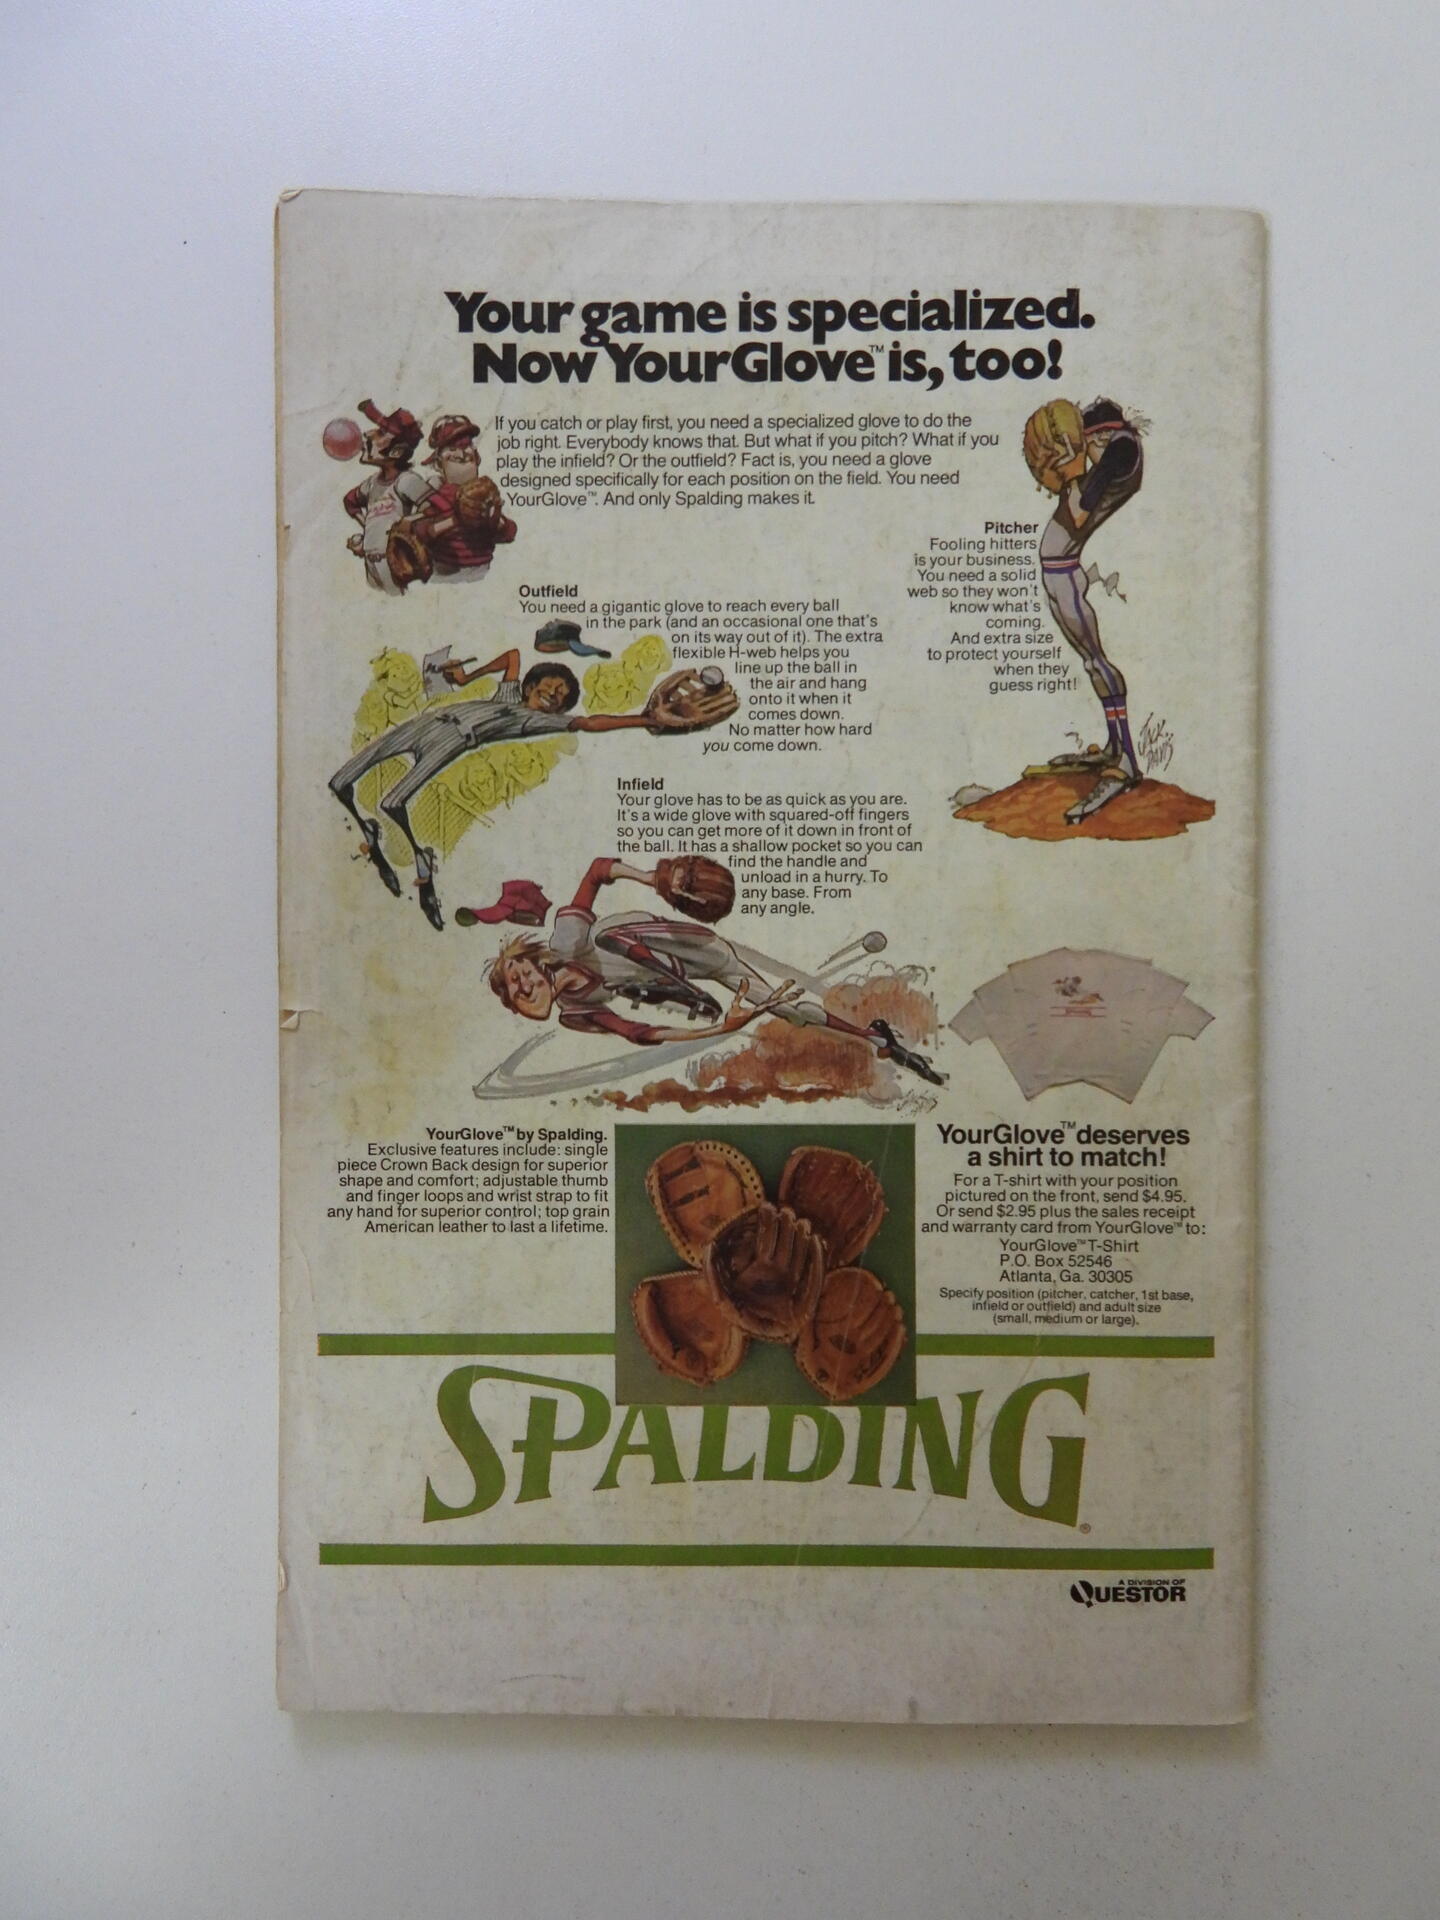 Your game is specialized.
Now YourGlove™ is, too!
If you catch or play first, you need a specialized glove to do the
job right. Everybody knows that. But what if you pitch? What if you
play the infield? Or the outfield? Fact is, you need a glove
designed specifically for each position on the field. You need
YourGlove™. And only Spalding makes it.
Pitcher
Fooling hitters
is your business.
You need a solid
web so they won't
know what's
coming.
And extra size
to protect yourself
when they
guess right!
JACK
DAVIS
Outfield
You need a gigantic glove to reach every ball
in the park (and an occasional one that's
on its way out of it). The extra
flexible H-web helps you
line up the ball in
the air and hang
onto it when it
comes down.
No matter how hard
you come down.
Infield
Your glove has to be as quick as you are.
It's a wide glove with squared-off fingers
so you can get more of it down in front of
the ball. It has a shallow pocket so you can
find the handle and
unload in a hurry. To
any base. From
any angle.
YourGlove™ by Spalding.
Exclusive features include: single
piece Crown Back design for superior
shape and comfort; adjustable thumb
and finger loops and wrist strap to fit
any hand for superior control; top grain
American leather to last a lifetime.
YourGlove™ deserves
a shirt to match!
For a T-shirt with your position
pictured on the front, send $4.95.
Or send $2.95 plus the sales receipt
and warranty card from YourGlove™ to:
YourGlove™ T-Shirt
P.O. Box 52546
Atlanta, Ga. 30305
Specify position (pitcher, catcher, 1st base,
infield or outfield) and adult size
(small, medium or large).
SPALDING®
A DIVISION OF
QUESTOR